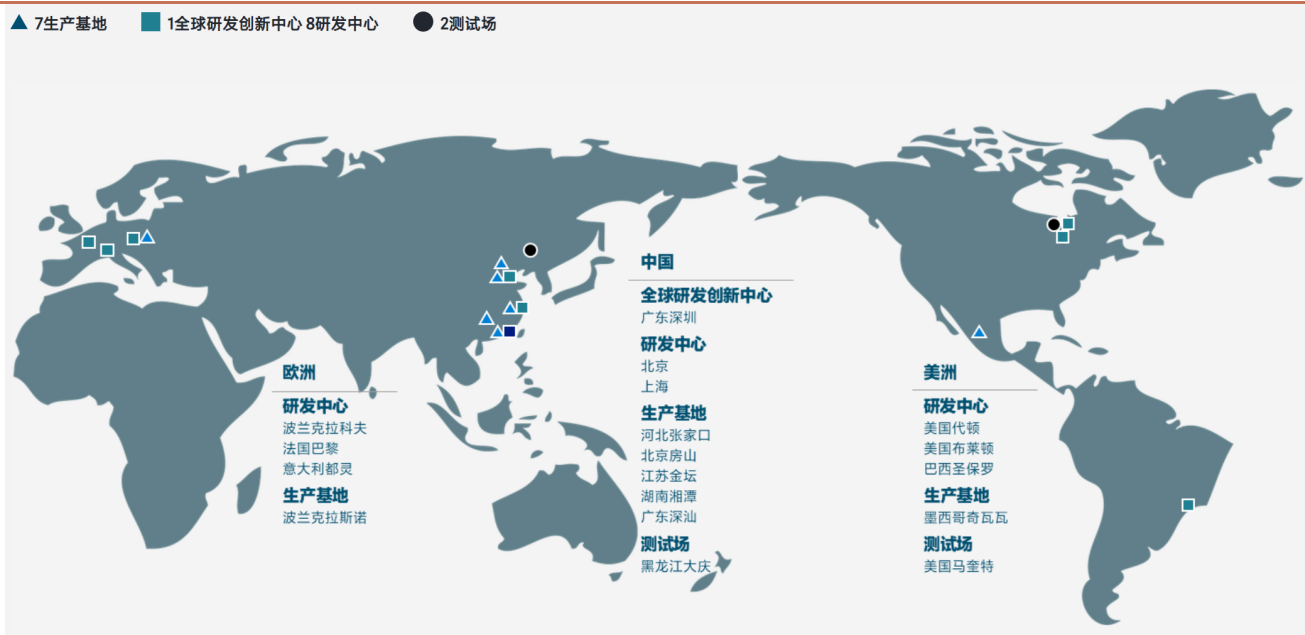 7生产基地
1全球研发创新中心 8研发中心
2测试场
欧洲
研发中心
波兰克拉科夫
法国巴黎
意大利都灵
生产基地
波兰克拉斯诺
中国
全球研发创新中心
广东深圳
研发中心
北京
上海
生产基地
河北张家口
北京房山
江苏金坛
湖南湘潭
广东深汕
测试场
黑龙江大庆
美洲
研发中心
美国代顿
美国布莱顿
巴西圣保罗
生产基地
墨西哥奇瓦瓦
测试场
美国马奎特